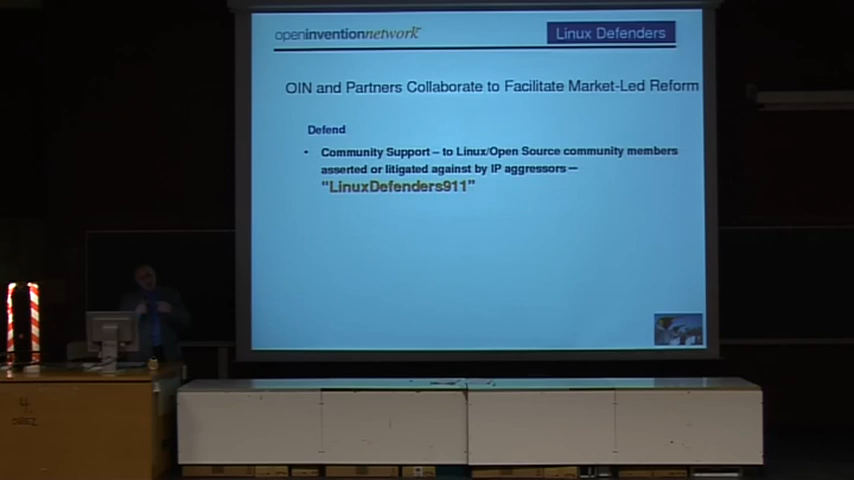 openinventionnetwork
Linux Defenders
OIN and Partners Collaborate to Facilitate Market-Led Reform
Defend
• Community Support – to Linux/Open Source community members
asserted or litigated against by IP aggressors –
"LinuxDefenders911"